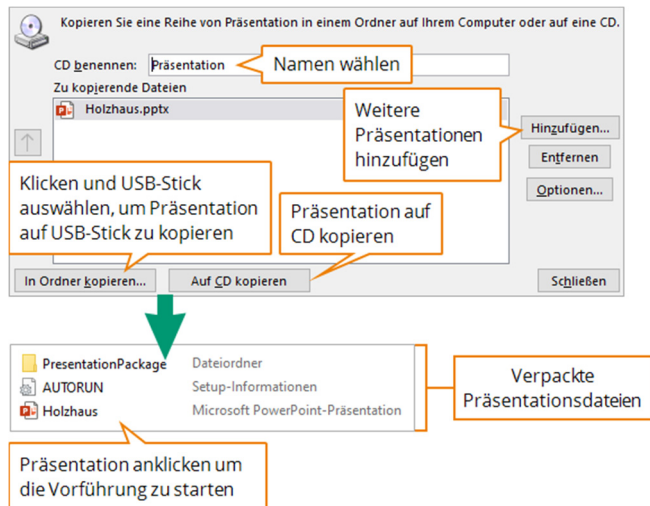 Kopieren Sie eine Reihe von Präsentation in einem Ordner auf Ihrem Computer oder auf eine CD.
CD benennen: Präsentation
Namen wählen
Zu kopierende Dateien
Holzhaus.pptx
Weitere
Präsentationen
hinzufügen
Hinzufügen...
Entfernen
Optionen...
Klicken und USB-Stick
auswählen, um Präsentation
auf USB-Stick zu kopieren
Präsentation auf
CD kopieren
In Ordner kopieren...
Auf CD kopieren
Schließen
PresentationPackage Dateiordner
AUTORUN Setup-Informationen
Holzhaus Microsoft PowerPoint-Präsentation
Verpackte
Präsentationsdateien
Präsentation anklicken um
die Vorführung zu starten